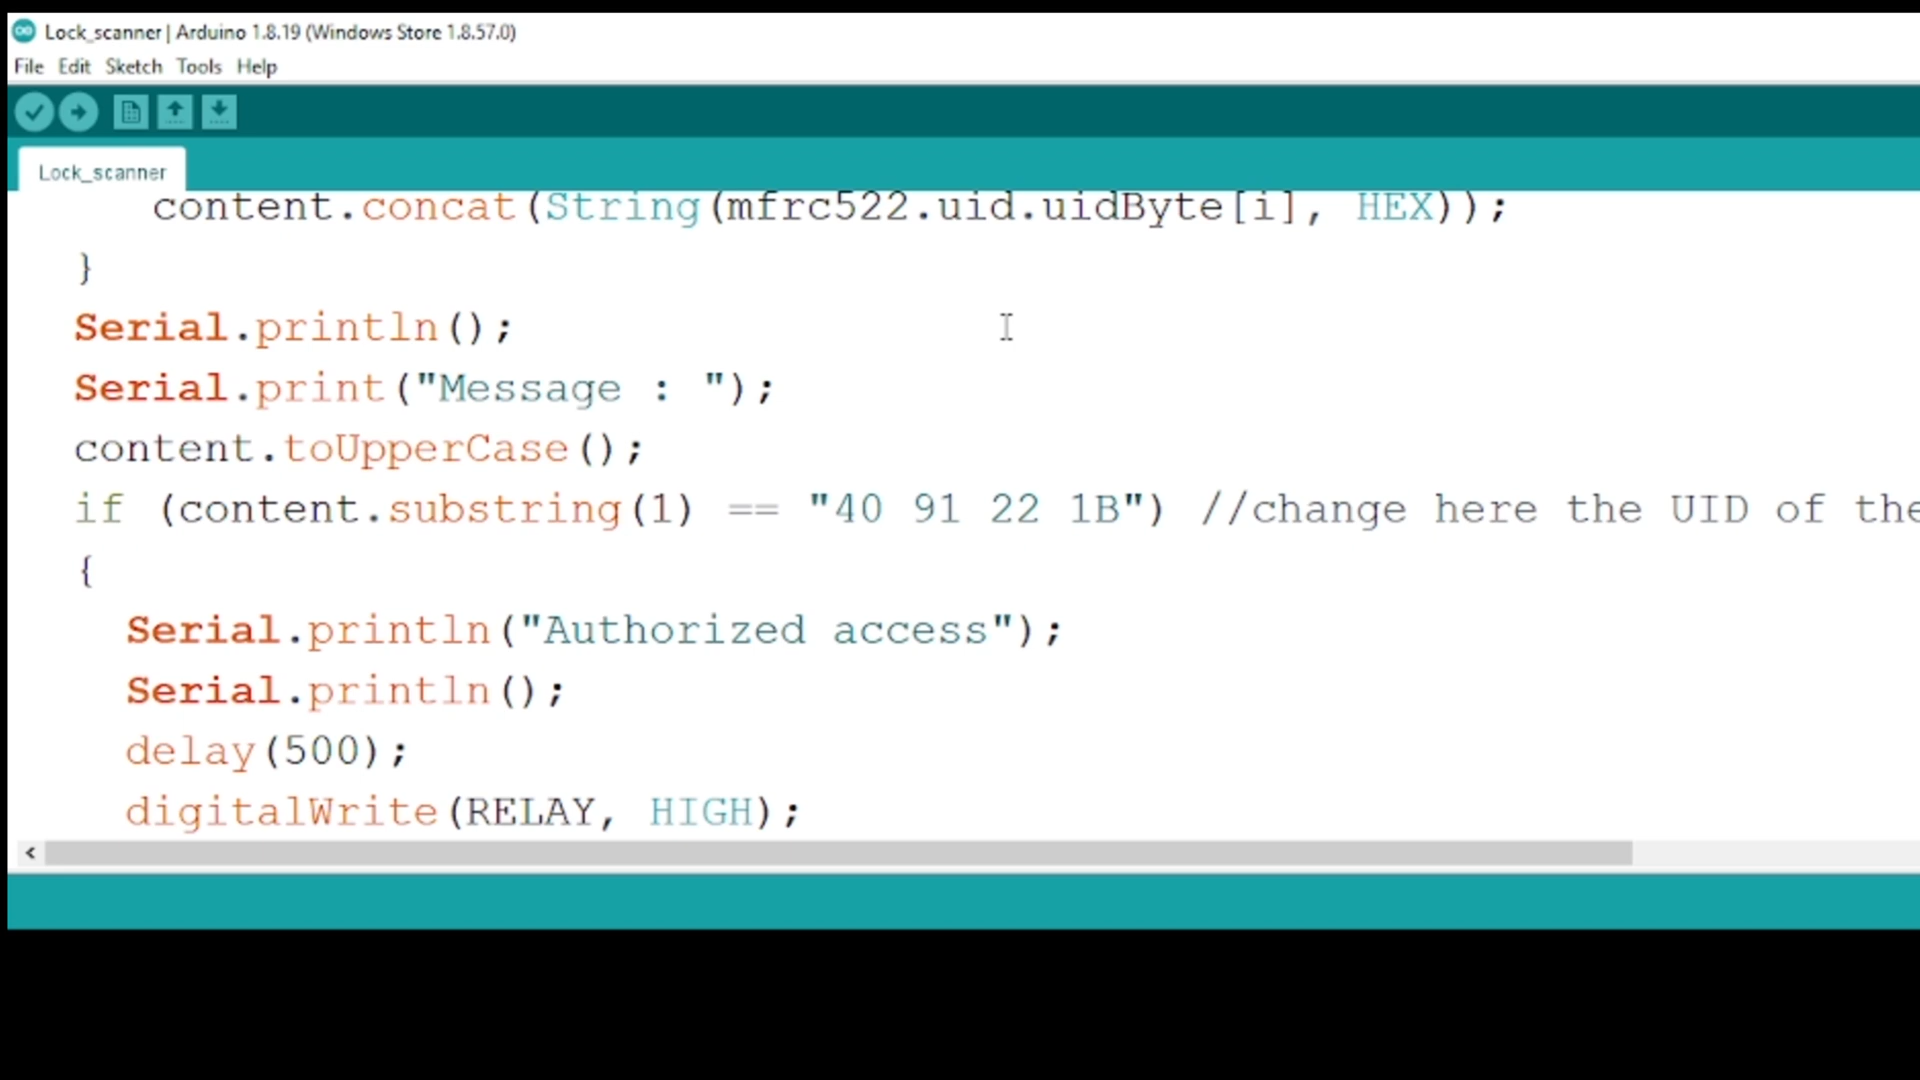 Lock_scanner | Arduino 1.8.19 (Windows Store 1.8.57.0)
File Edit Sketch Tools Help
Lock_scanner
content.concat(String(mfrc522.uid.uidByte[i], HEX));
}
Serial.println();
Serial.print("Message : ");
content.toUpperCase();
if (content.substring(1) == "40 91 22 1B") //change here the UID of the
{
Serial.println("Authorized access");
Serial.println();
delay(500);
digitalWrite(RELAY, HIGH);